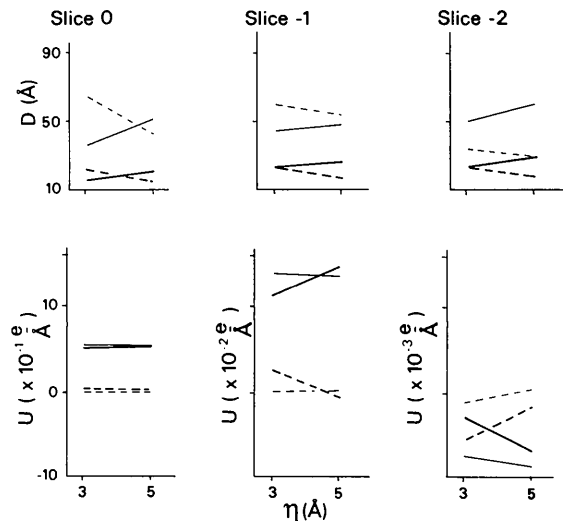 Slice 0
Slice -1
Slice -2
D (Å)
90
50
10
U ( x 10⁻¹ e/Å )
10
0
-10
U ( x 10⁻² e/Å )
U ( x 10⁻³ e/Å )
3 5
3 5
3 5
η (Å)